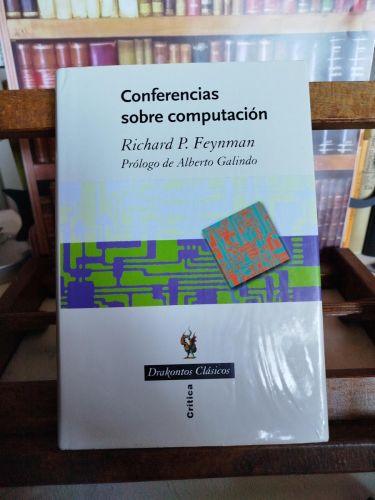 Conferencias
sobre computación
Richard P. Feynman
Prólogo de Alberto Galindo
Drakontos Clásicos
Crítica